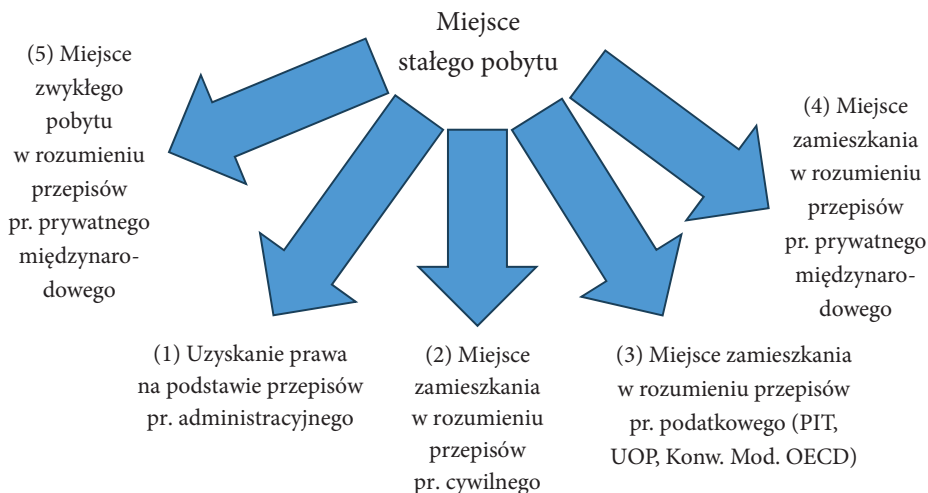 Miejsce
stałego pobytu
(5) Miejsce
zwykłego
pobytu
w rozumieniu
przepisów
pr. prywatnego
międzynaro-
dowego
(4) Miejsce
zamieszkania
w rozumieniu
przepisów
pr. prywatnego
międzynaro-
dowego
(1) Uzyskanie prawa
na podstawie przepisów
pr. administracyjnego
(2) Miejsce
zamieszkania
w rozumieniu
przepisów
pr. cywilnego
(3) Miejsce zamieszkania
w rozumieniu przepisów
pr. podatkowego (PIT,
UOP, Konw. Mod. OECD)